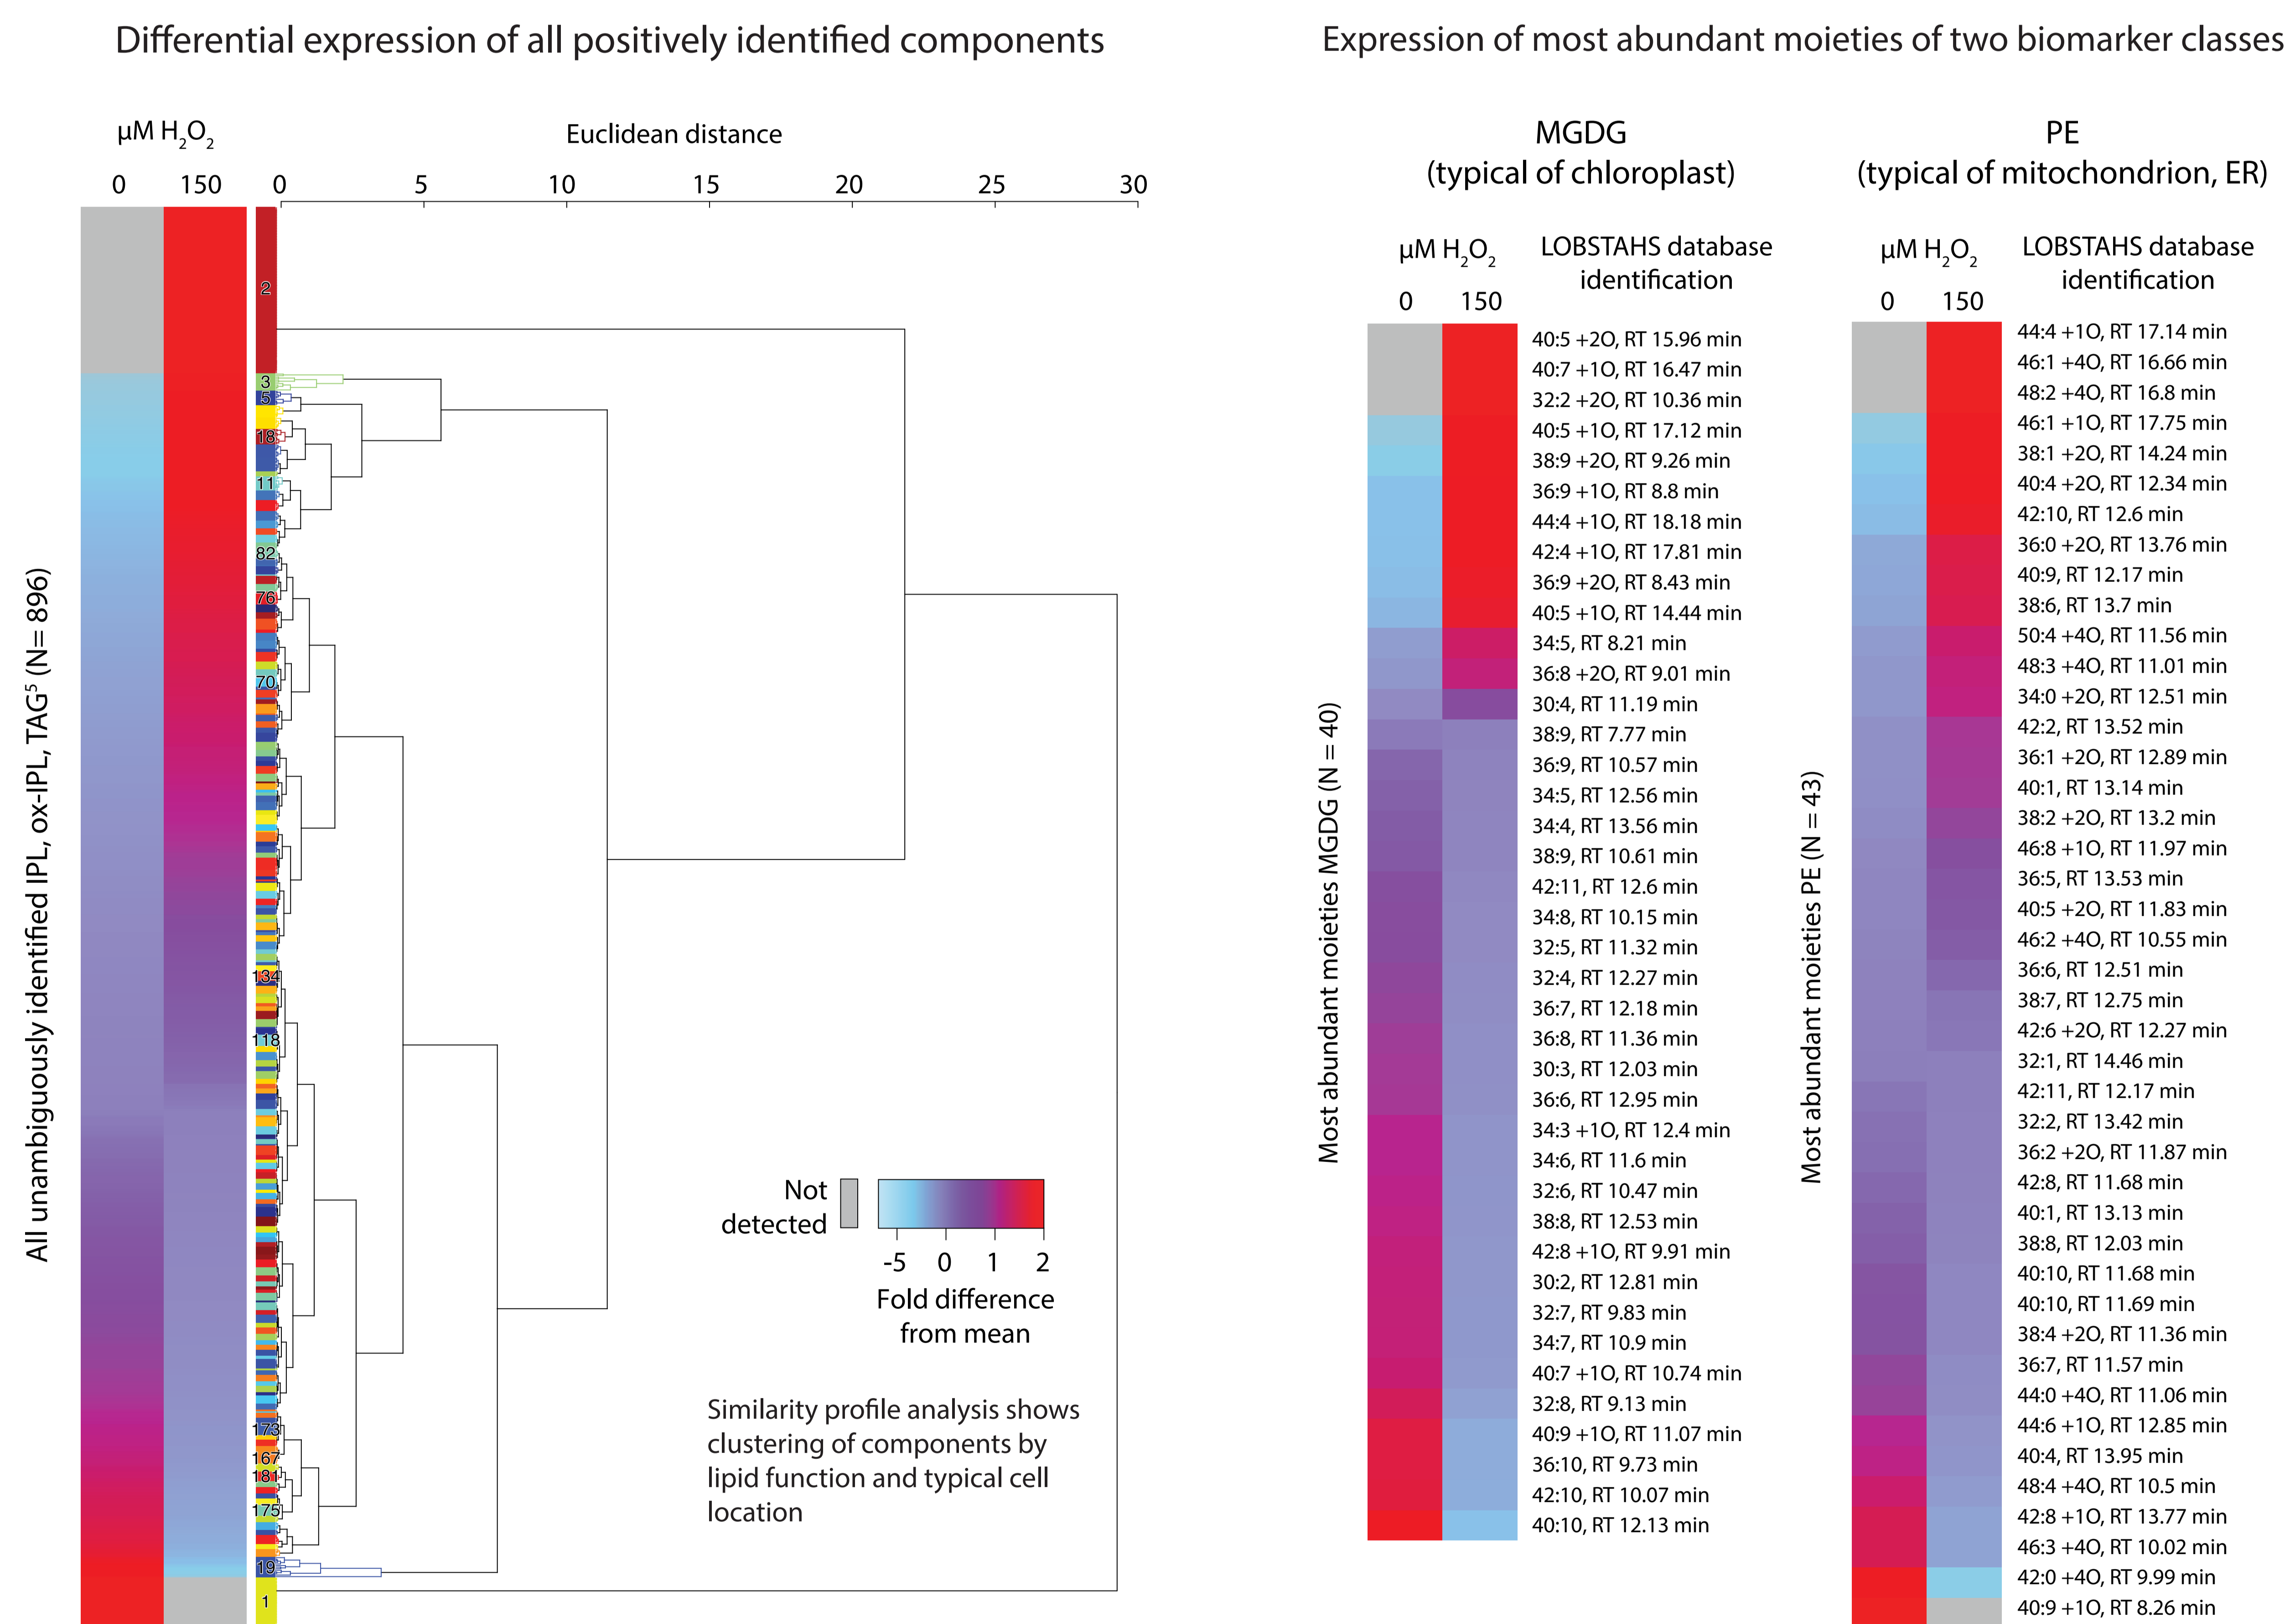 Differential expression of all positively identified components
µM H2O2
0 150
Euclidean distance
0 5 10 15 20 25 30
All unambiguously identified IPL, ox-IPL, TAG5 (N= 896)
2
3
5
18
11
82
76
70
134
118
173
167
181
175
19
1
Not
detected
-5 0 1 2
Fold difference
from mean
Similarity profile analysis shows
clustering of components by
lipid function and typical cell
location
Expression of most abundant moieties of two biomarker classes
MGDG
(typical of chloroplast)
µM H2O2
0 150
LOBSTAHS database
identification
Most abundant moieties MGDG (N = 40)
40:5 +2O, RT 15.96 min
40:7 +1O, RT 16.47 min
32:2 +2O, RT 10.36 min
40:5 +1O, RT 17.12 min
38:9 +2O, RT 9.26 min
36:9 +1O, RT 8.8 min
44:4 +1O, RT 18.18 min
42:4 +1O, RT 17.81 min
36:9 +2O, RT 8.43 min
40:5 +1O, RT 14.44 min
34:5, RT 8.21 min
36:8 +2O, RT 9.01 min
30:4, RT 11.19 min
38:9, RT 7.77 min
36:9, RT 10.57 min
34:5, RT 12.56 min
34:4, RT 13.56 min
38:9, RT 10.61 min
42:11, RT 12.6 min
34:8, RT 10.15 min
32:5, RT 11.32 min
32:4, RT 12.27 min
36:7, RT 12.18 min
36:8, RT 11.36 min
30:3, RT 12.03 min
36:6, RT 12.95 min
34:3 +1O, RT 12.4 min
34:6, RT 11.6 min
32:6, RT 10.47 min
38:8, RT 12.53 min
42:8 +1O, RT 9.91 min
30:2, RT 12.81 min
32:7, RT 9.83 min
34:7, RT 10.9 min
40:7 +1O, RT 10.74 min
32:8, RT 9.13 min
40:9 +1O, RT 11.07 min
36:10, RT 9.73 min
42:10, RT 10.07 min
40:10, RT 12.13 min
PE
(typical of mitochondrion, ER)
µM H2O2
0 150
LOBSTAHS database
identification
Most abundant moieties PE (N = 43)
44:4 +1O, RT 17.14 min
46:1 +4O, RT 16.66 min
48:2 +4O, RT 16.8 min
46:1 +1O, RT 17.75 min
38:1 +2O, RT 14.24 min
40:4 +2O, RT 12.34 min
42:10, RT 12.6 min
36:0 +2O, RT 13.76 min
40:9, RT 12.17 min
38:6, RT 13.7 min
50:4 +4O, RT 11.56 min
48:3 +4O, RT 11.01 min
34:0 +2O, RT 12.51 min
42:2, RT 13.52 min
36:1 +2O, RT 12.89 min
40:1, RT 13.14 min
38:2 +2O, RT 13.2 min
46:8 +1O, RT 11.97 min
36:5, RT 13.53 min
40:5 +2O, RT 11.83 min
46:2 +4O, RT 10.55 min
36:6, RT 12.51 min
38:7, RT 12.75 min
42:6 +2O, RT 12.27 min
32:1, RT 14.46 min
42:11, RT 12.17 min
32:2, RT 13.42 min
36:2 +2O, RT 11.87 min
42:8, RT 11.68 min
40:1, RT 13.13 min
38:8, RT 12.03 min
40:10, RT 11.68 min
40:10, RT 11.69 min
38:4 +2O, RT 11.36 min
36:7, RT 11.57 min
44:0 +4O, RT 11.06 min
44:6 +1O, RT 12.85 min
40:4, RT 13.95 min
48:4 +4O, RT 10.5 min
42:8 +1O, RT 13.77 min
46:3 +4O, RT 10.02 min
42:0 +4O, RT 9.99 min
40:9 +1O, RT 8.26 min